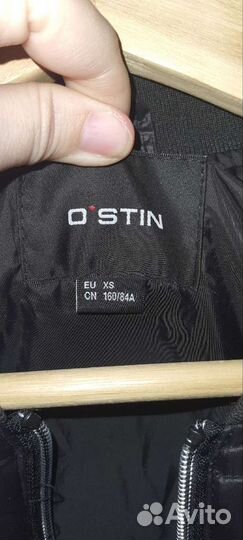 O'STIN
EU XS
CN 160/84A
Avito